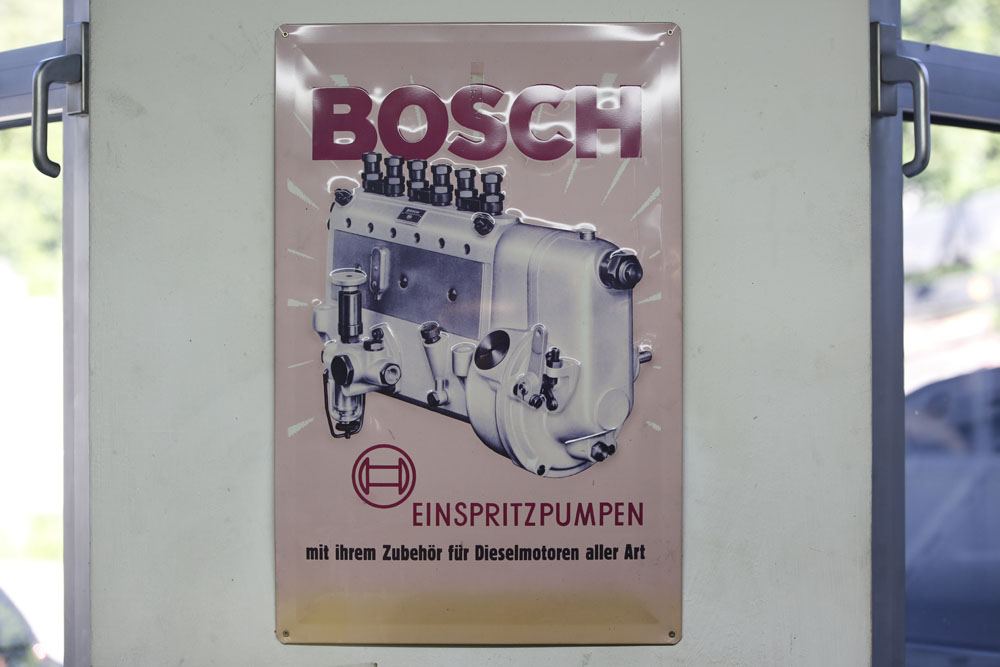 BOSCH
EINSPRITZPUMPEN
mit ihrem Zubehör für Dieselmotoren aller Art